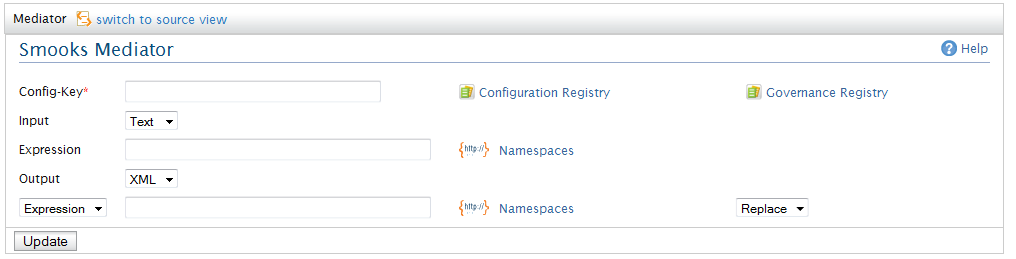 Mediator switch to source view
Smooks Mediator Help
Config-Key* Configuration Registry Governance Registry
Input Text
Expression {http://} Namespaces
Output XML
Expression {http://} Namespaces Replace
Update